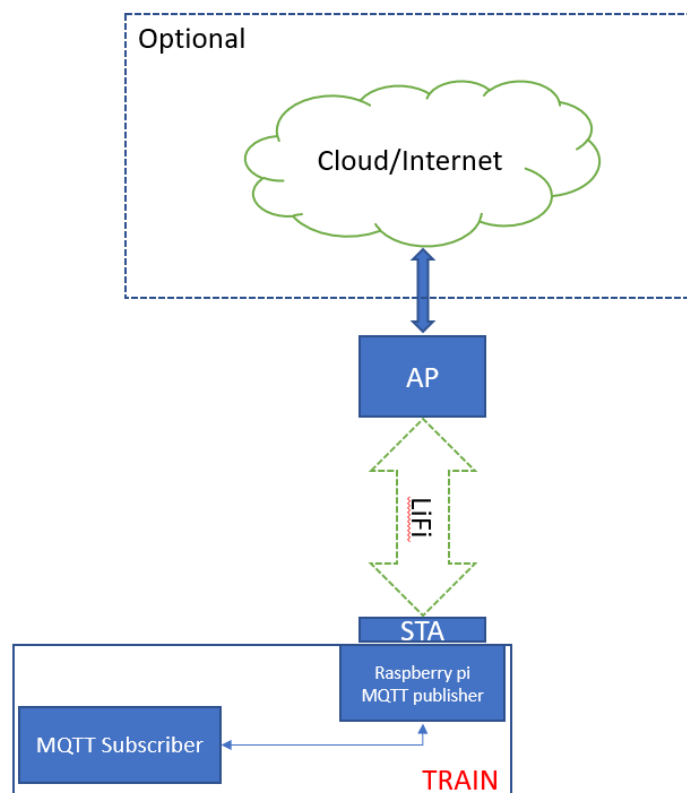 Optional
Cloud/Internet
AP
LiFi
STA
Raspberry pi
MQTT publisher
MQTT Subscriber
TRAIN